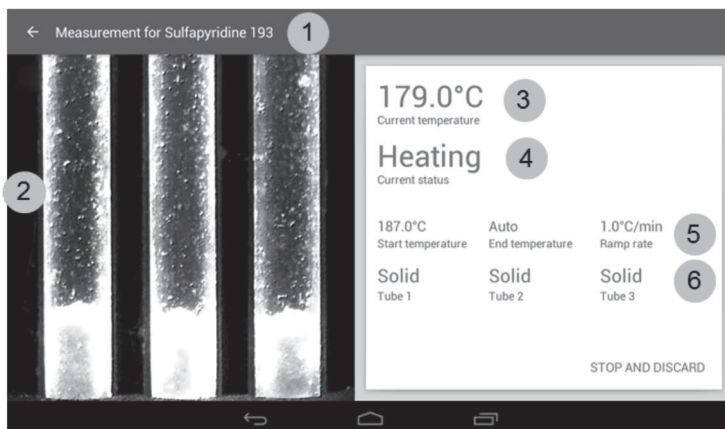 Measurement for Sulfapyridine 193
1
2
179.0°C
3
Current temperature
Heating
4
Current status
187.0°C Auto 1.0°C/min
5
Start temperature End temperature Ramp rate
Solid Solid Solid
6
Tube 1 Tube 2 Tube 3
STOP AND DISCARD